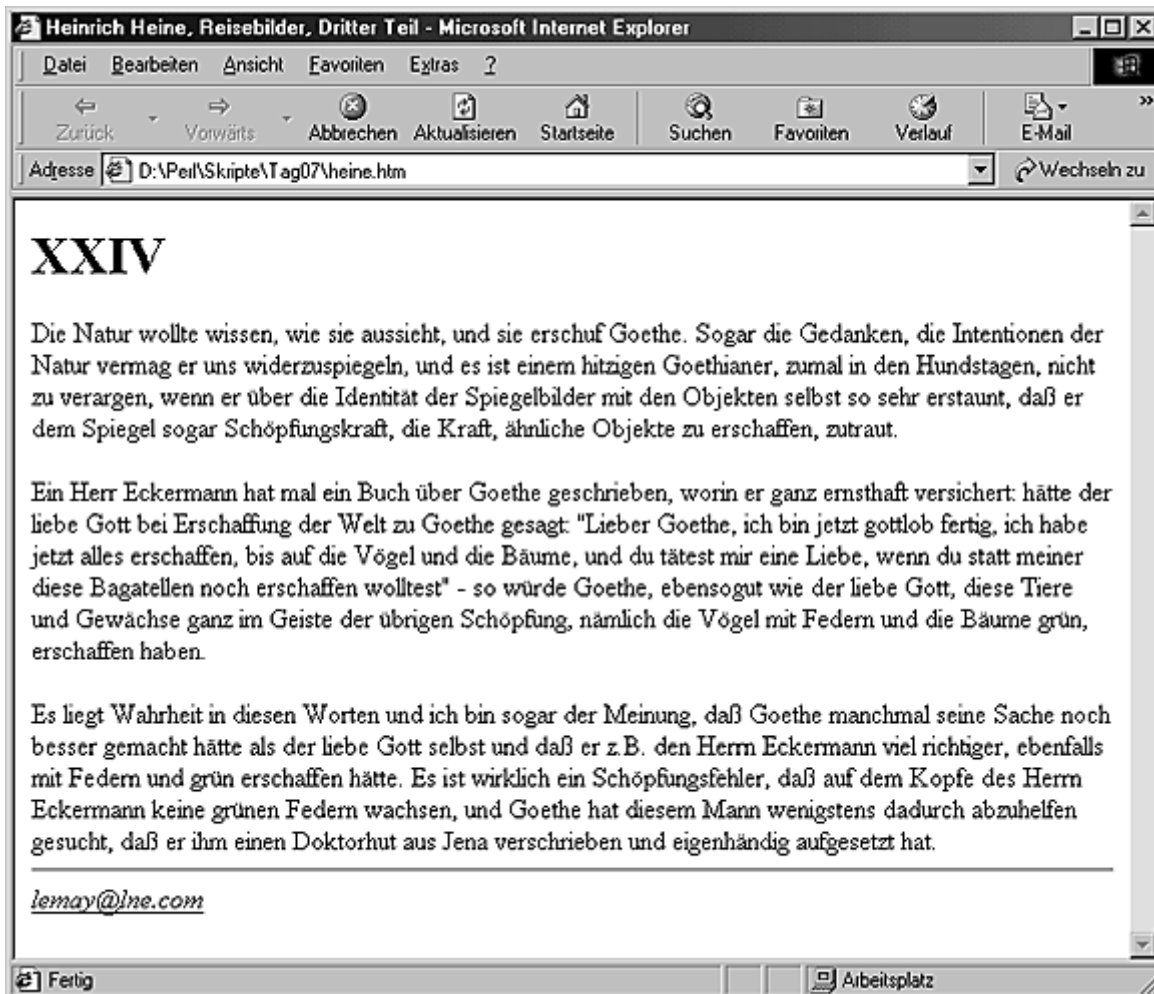 Heinrich Heine, Reisebilder, Dritter Teil - Microsoft Internet Explorer
Datei Bearbeiten Ansicht Favoriten Extras ?
Zurück Vorwärts Abbrechen Aktualisieren Startseite Suchen Favoriten Verlauf E-Mail »
Adresse D:\Perl\Skripte\Tag07\heine.htm Wechseln zu
XXIV
Die Natur wollte wissen, wie sie aussieht, und sie erschuf Goethe. Sogar die Gedanken, die Intentionen der
Natur vermag er uns widerzuspiegeln, und es ist einem hitzigen Goethianer, zumal in den Hundstagen, nicht
zu verargen, wenn er über die Identität der Spiegelbilder mit den Objekten selbst so sehr erstaunt, daß er
dem Spiegel sogar Schöpfungskraft, die Kraft, ähnliche Objekte zu erschaffen, zutraut.
Ein Herr Eckermann hat mal ein Buch über Goethe geschrieben, worin er ganz ernsthaft versichert: hätte der
liebe Gott bei Erschaffung der Welt zu Goethe gesagt: "Lieber Goethe, ich bin jetzt gottlob fertig, ich habe
jetzt alles erschaffen, bis auf die Vögel und die Bäume, und du tätest mir eine Liebe, wenn du statt meiner
diese Bagatellen noch erschaffen wolltest" - so würde Goethe, ebensogut wie der liebe Gott, diese Tiere
und Gewächse ganz im Geiste der übrigen Schöpfung, nämlich die Vögel mit Federn und die Bäume grün,
erschaffen haben.
Es liegt Wahrheit in diesen Worten und ich bin sogar der Meinung, daß Goethe manchmal seine Sache noch
besser gemacht hätte als der liebe Gott selbst und daß er z.B. den Herrn Eckermann viel richtiger, ebenfalls
mit Federn und grün erschaffen hätte. Es ist wirklich ein Schöpfungsfehler, daß auf dem Kopfe des Herrn
Eckermann keine grünen Federn wachsen, und Goethe hat diesem Mann wenigstens dadurch abzuhelfen
gesucht, daß er ihm einen Doktorhut aus Jena verschrieben und eigenhändig aufgesetzt hat.
lemay@lne.com
Fertig Arbeitsplatz